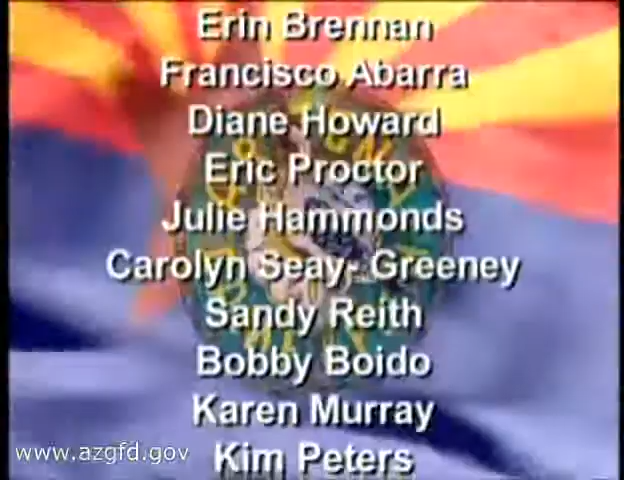 Erin Brennan
Francisco Abarra
Diane Howard
Eric Proctor
Julie Hammonds
Carolyn Seay- Greeney
Sandy Reith
Bobby Boido
Karen Murray
Kim Peters
www.azgfd.gov